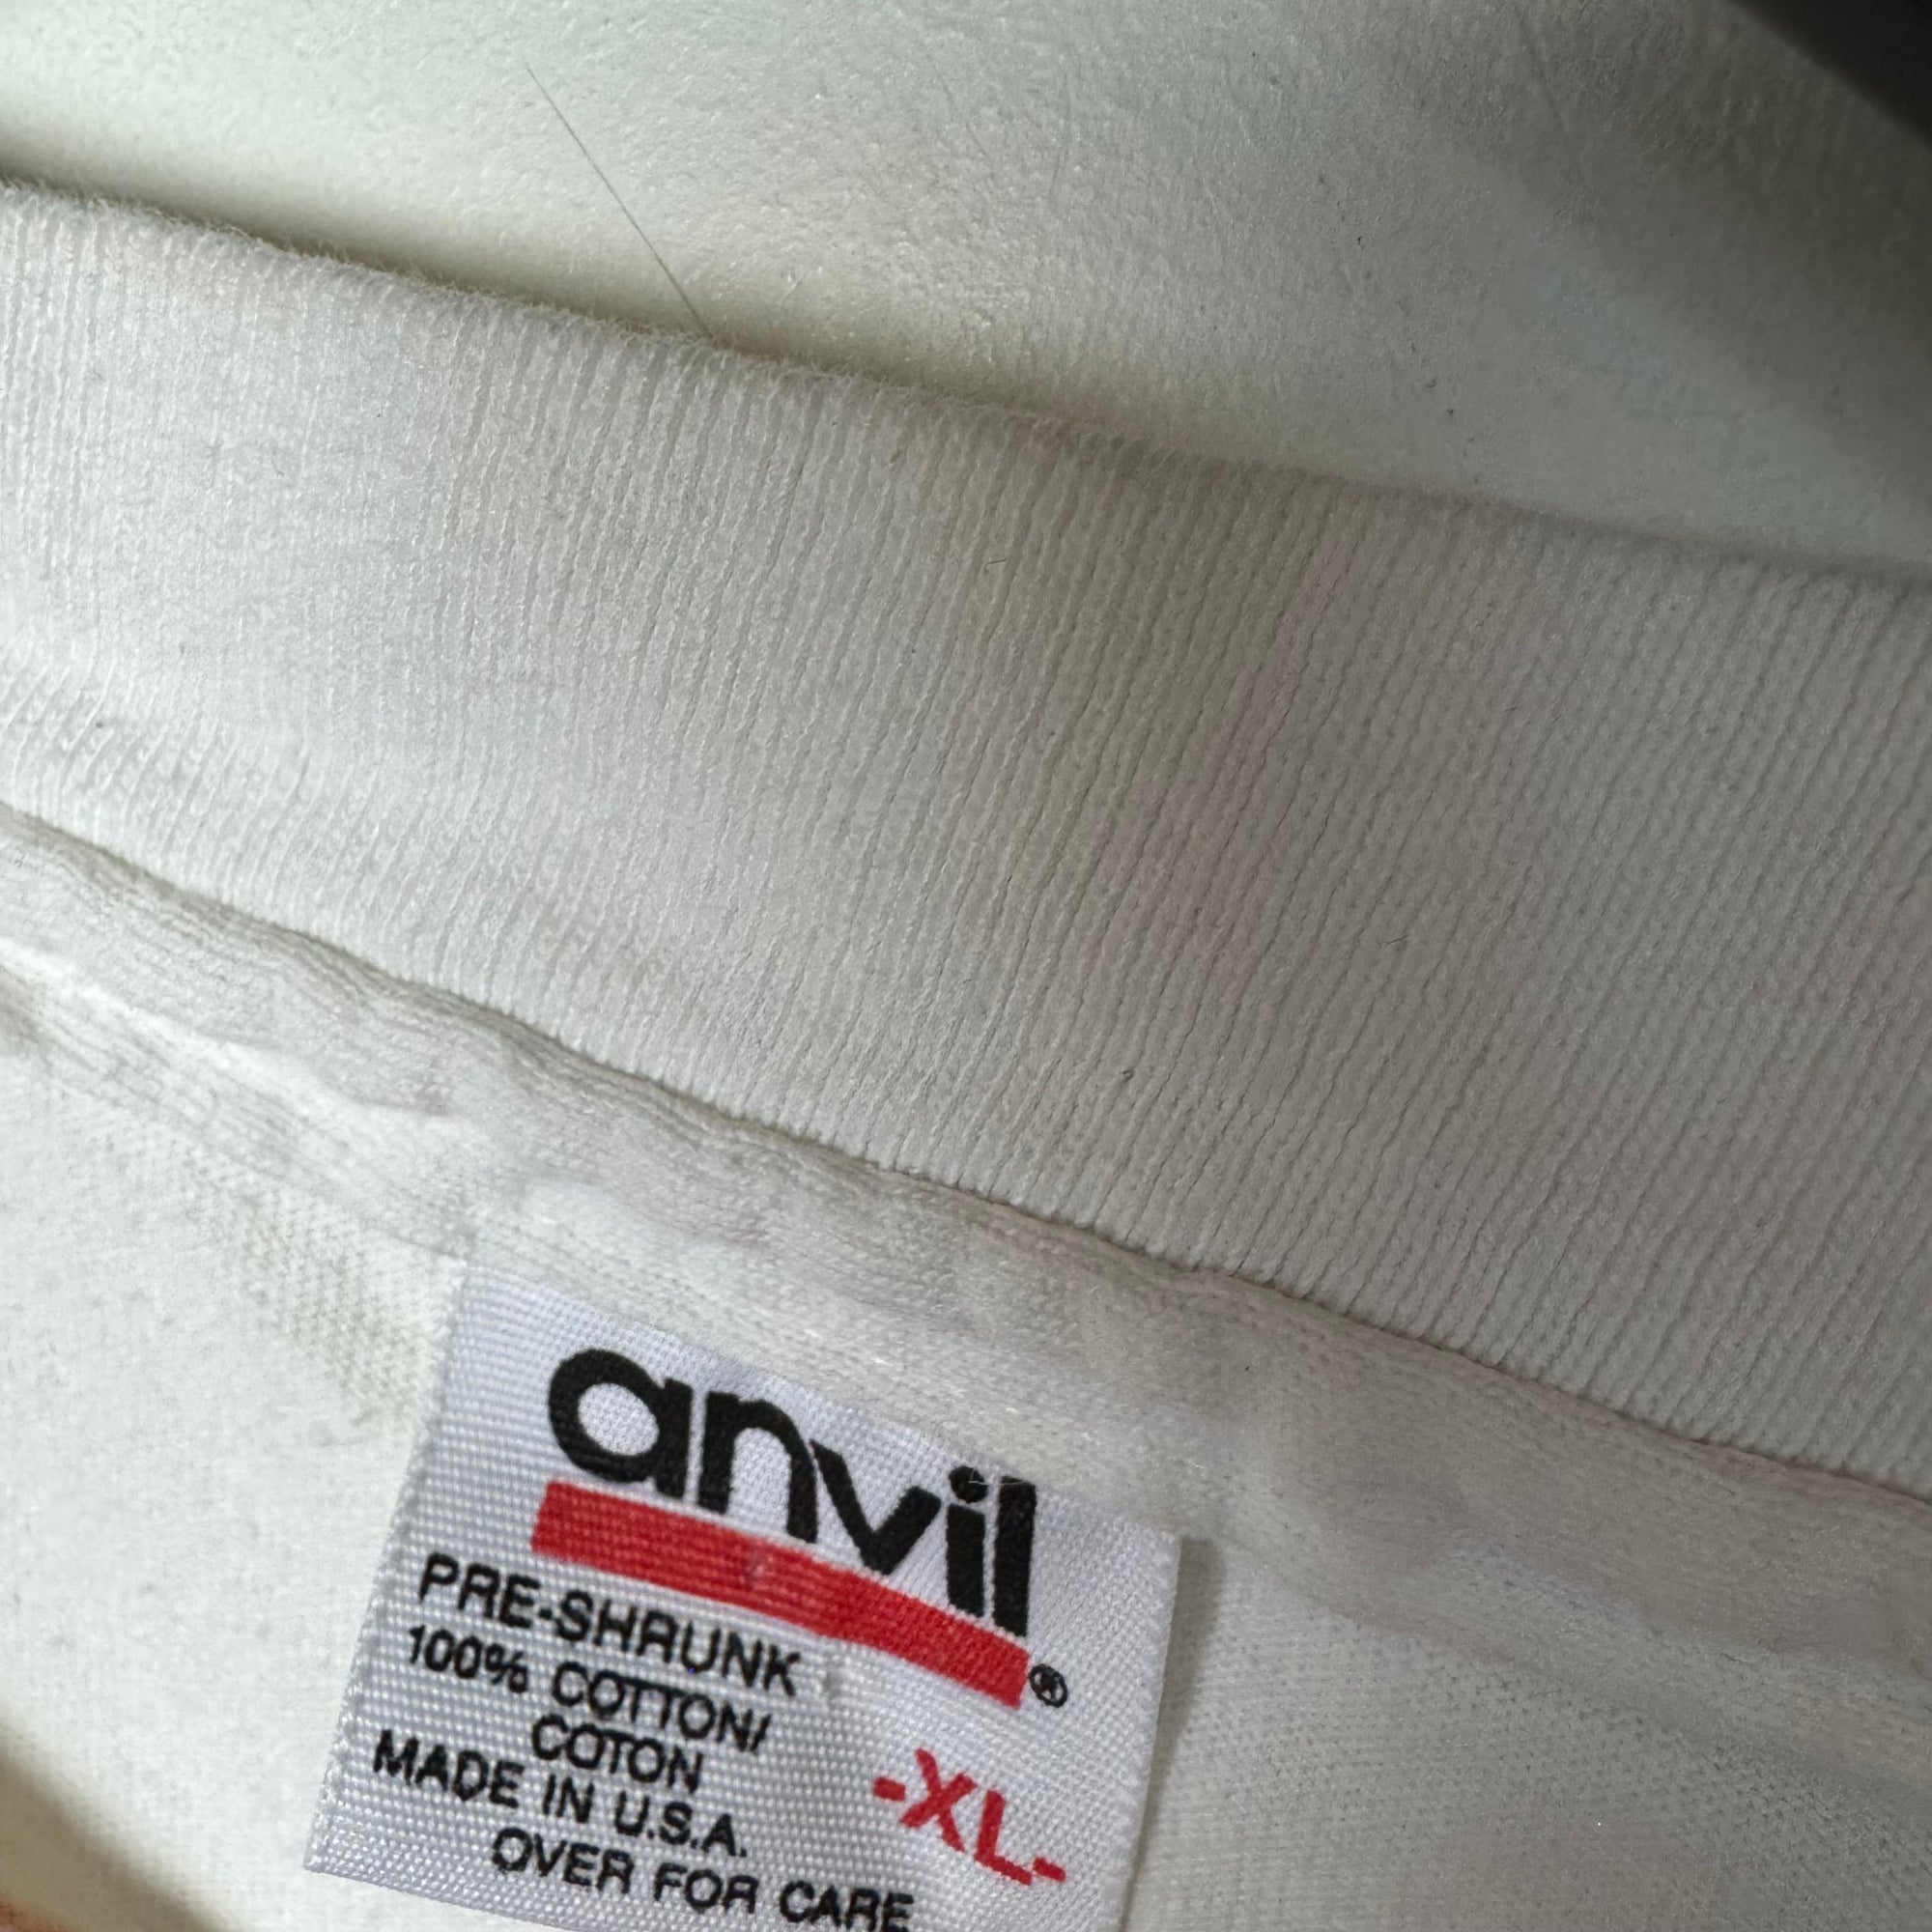 anvil®
PRE-SHRUNK
100% COTTON/
COTON
MADE IN U.S.A.
-XL-
OVER FOR CARE